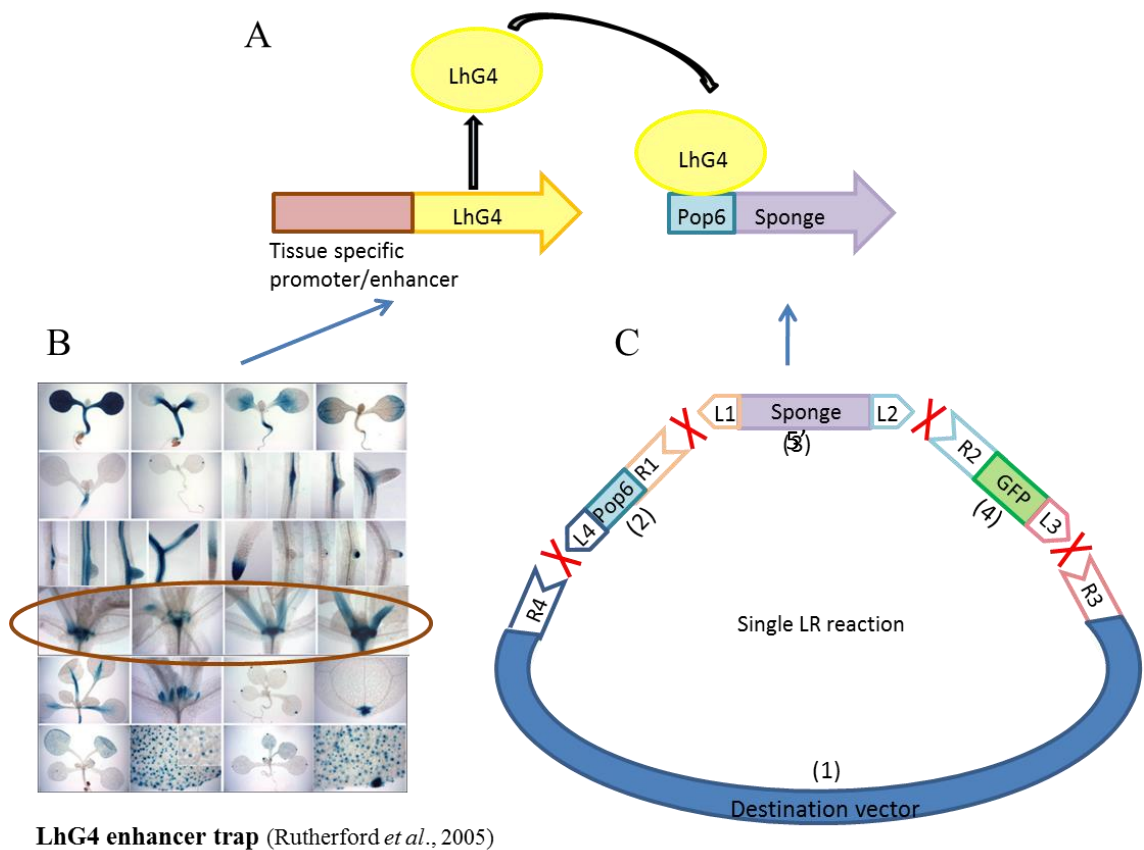 A
LhG4
LhG4
LhG4
Pop6
Sponge
Tissue specific
promoter/enhancer
B
C
L1
Sponge
L2
(3)
R1
Pop6
L4
(2)
R2
GFP
L3
(4)
R4
R3
Single LR reaction
(1)
Destination vector
LhG4 enhancer trap (Rutherford et al., 2005)